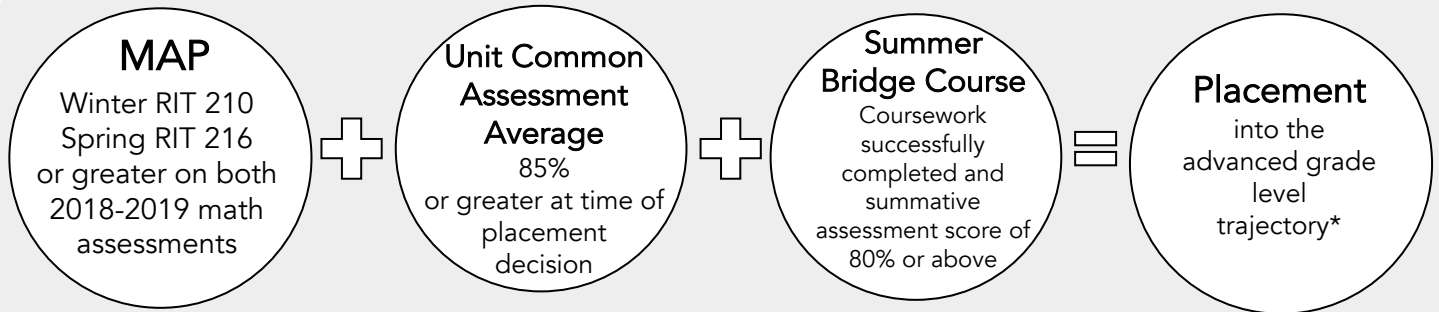 MAP
Winter RIT 210
Spring RIT 216
or greater on both
2018-2019 math
assessments
Unit Common
Assessment
Average
85%
or greater at time of
placement
decision
Summer
Bridge Course
Coursework
successfully
completed and
summative
assessment score of
80% or above
Placement
into the
advanced grade
level
trajectory*